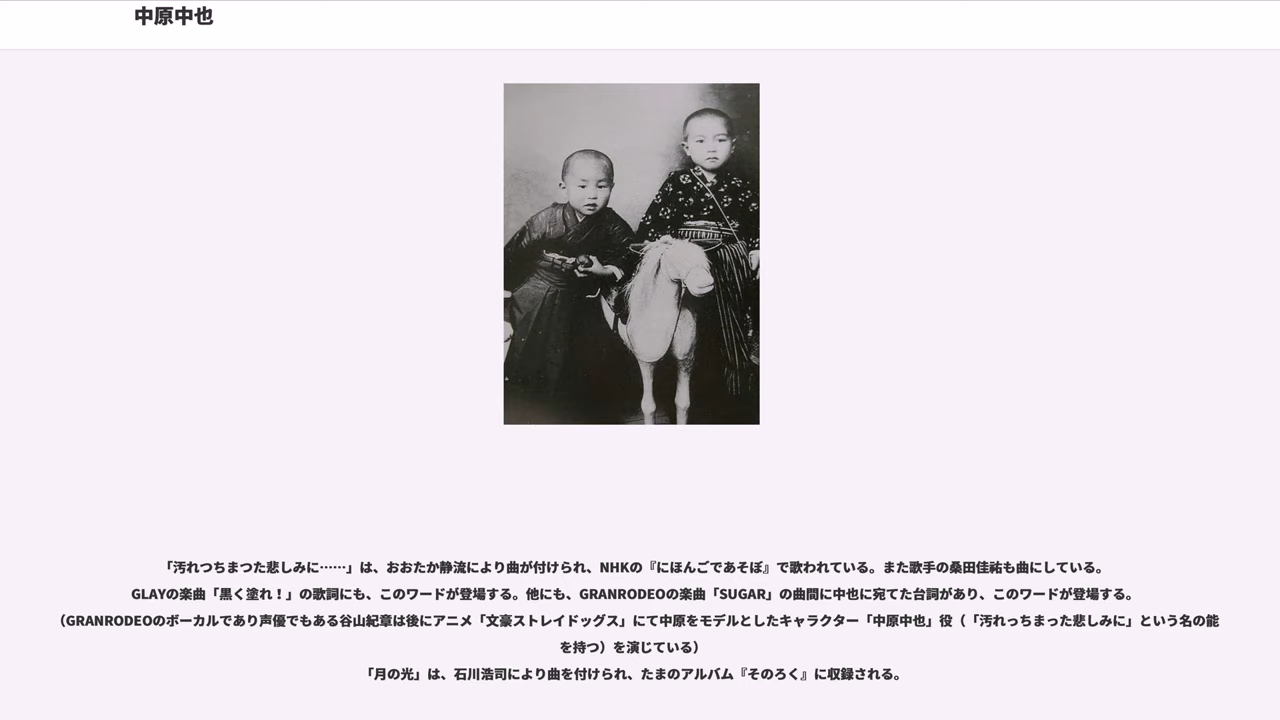 中原中也
「汚れつちまつた悲しみに……」は、おおたか静流により曲が付けられ、NHKの『にほんごであそぼ』で歌われている。また歌手の桑田佳祐も曲にしている。
GLAYの楽曲「黒く塗れ！」の歌詞にも、このワードが登場する。他にも、GRANRODEOの楽曲「SUGAR」の曲間に中也に宛てた台詞があり、このワードが登場する。
（GRANRODEOのボーカルであり声優でもある谷山紀章は後にアニメ「文豪ストレイドッグス」にて中原をモデルとしたキャラクター「中原中也」役（「汚れっちまった悲しみに」という名の能
を持つ）を演じている）
「月の光」は、石川浩司により曲を付けられ、たまのアルバム『そのろく』に収録される。